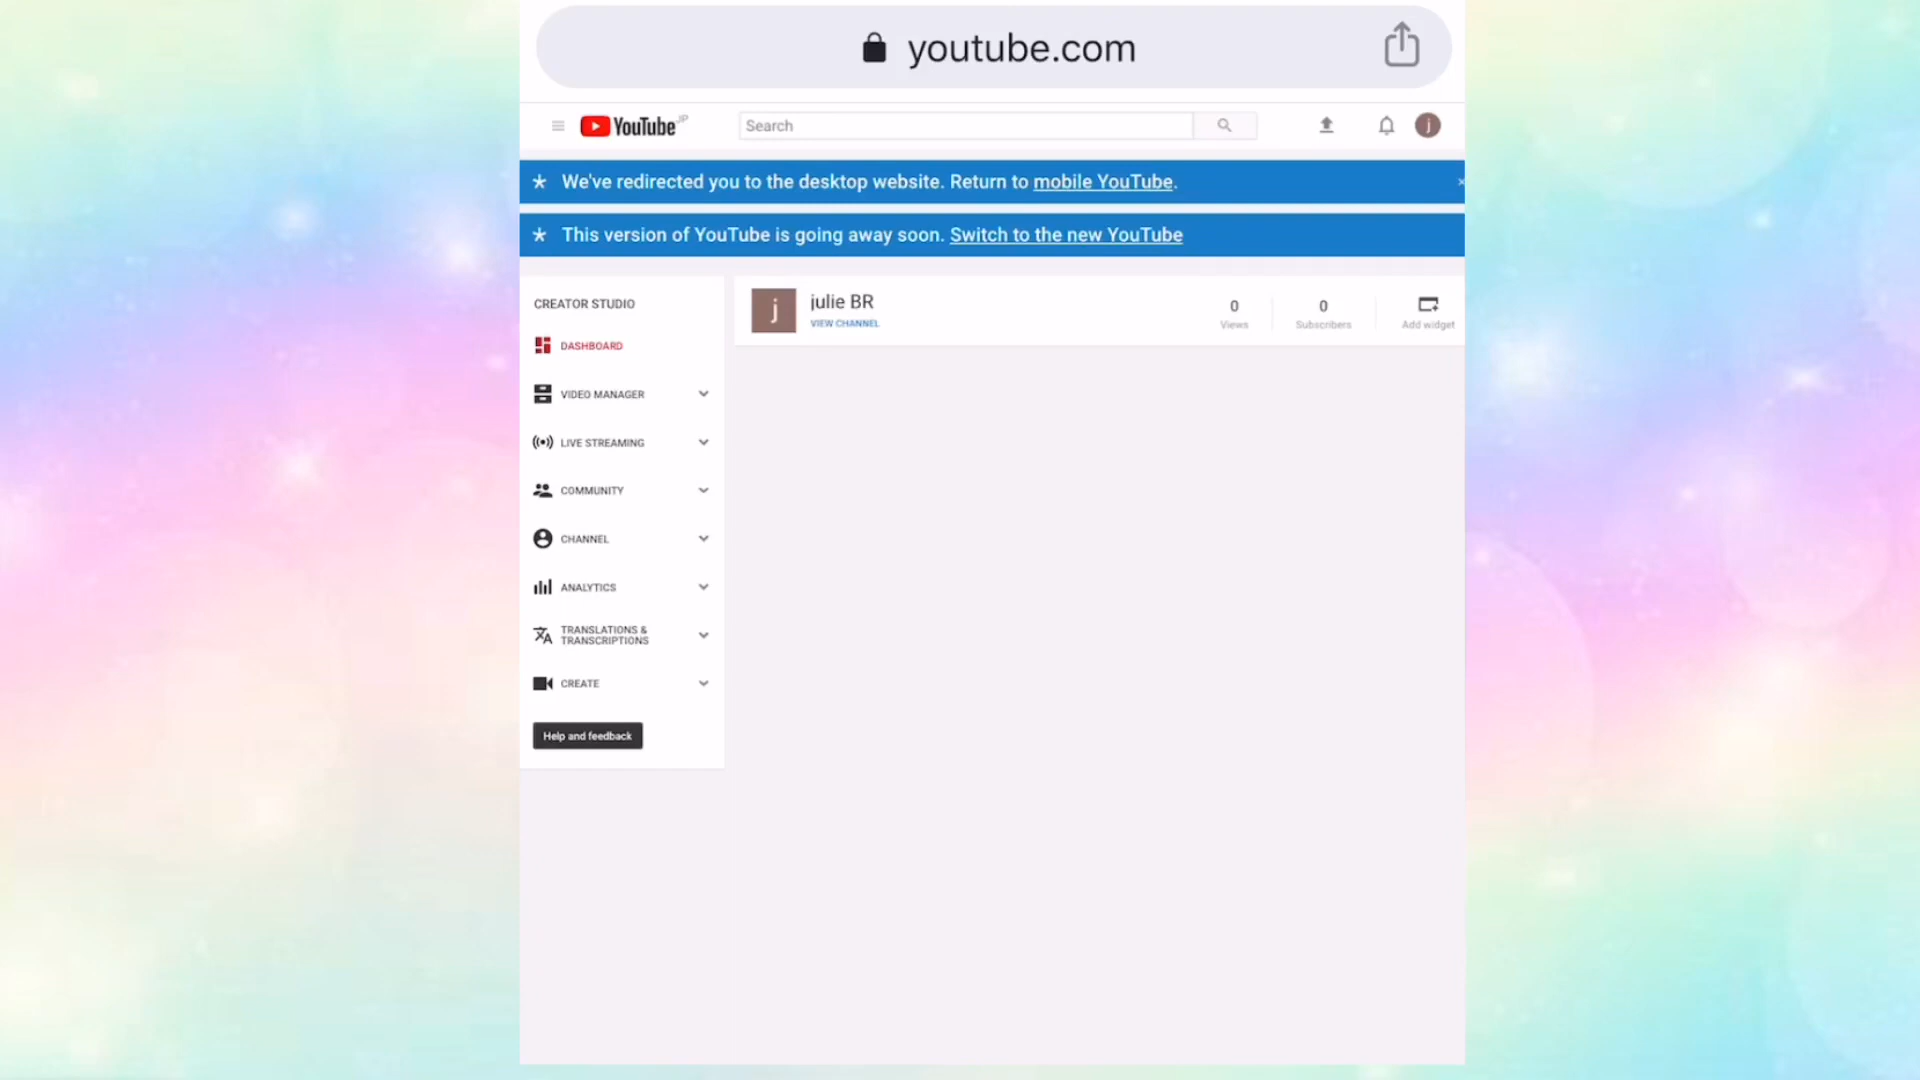 youtube.com
YouTube JP
Search
j
We've redirected you to the desktop website. Return to mobile YouTube.
This version of YouTube is going away soon. Switch to the new YouTube
CREATOR STUDIO
DASHBOARD
VIDEO MANAGER
LIVE STREAMING
COMMUNITY
CHANNEL
ANALYTICS
TRANSLATIONS &
TRANSCRIPTIONS
CREATE
Help and feedback
j
julie BR
VIEW CHANNEL
0
Views
0
Subscribers
Add widget